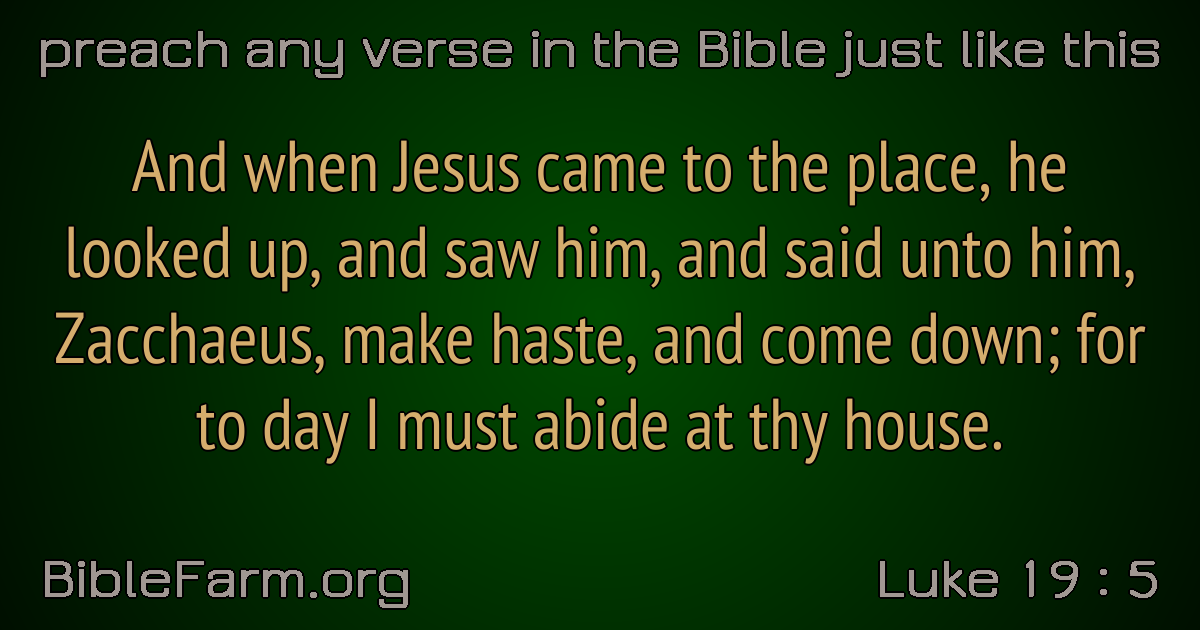 preach any verse in the Bible just like this
And when Jesus came to the place, he
looked up, and saw him, and said unto him,
Zacchaeus, make haste, and come down; for
to day I must abide at thy house.
BibleFarm.org
Luke 19 : 5